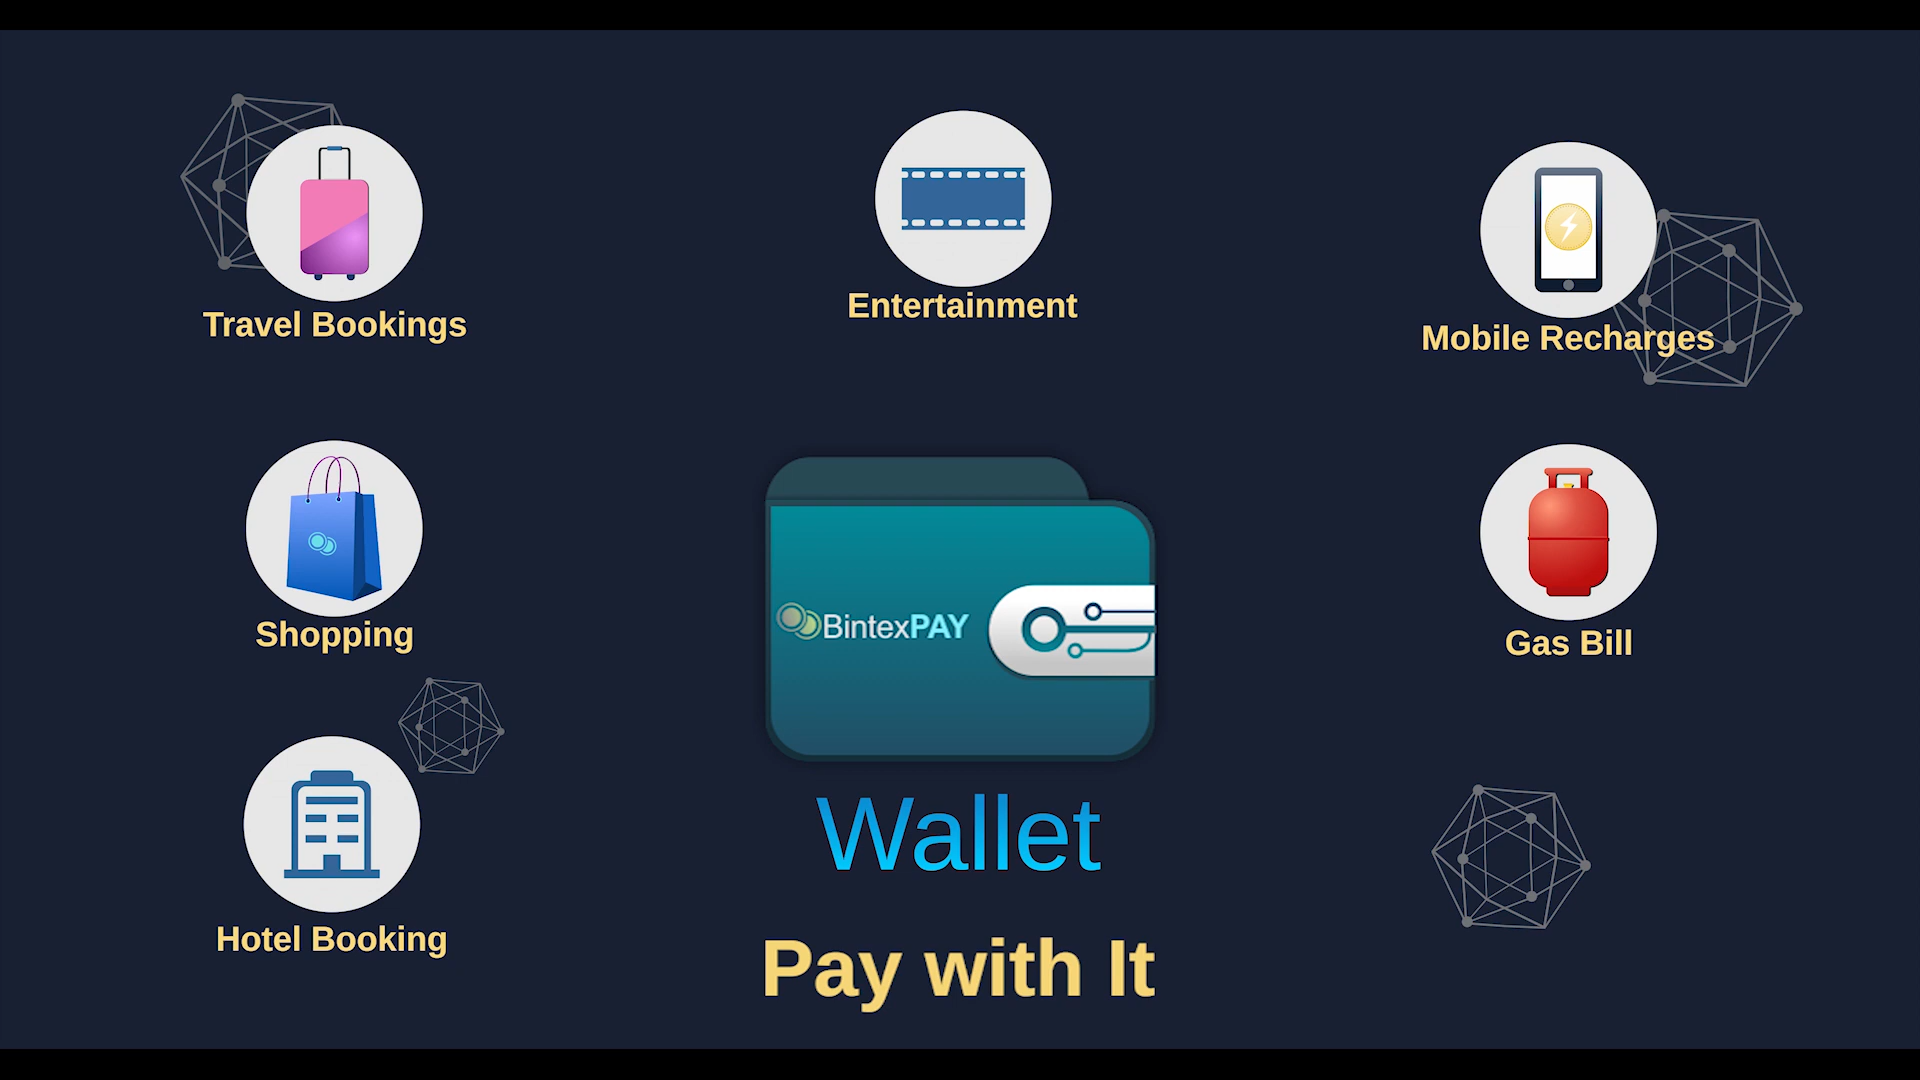 Travel Bookings
Entertainment
Mobile Recharges
Shopping
BintexPAY
Gas Bill
Wallet
Hotel Booking
Pay with It